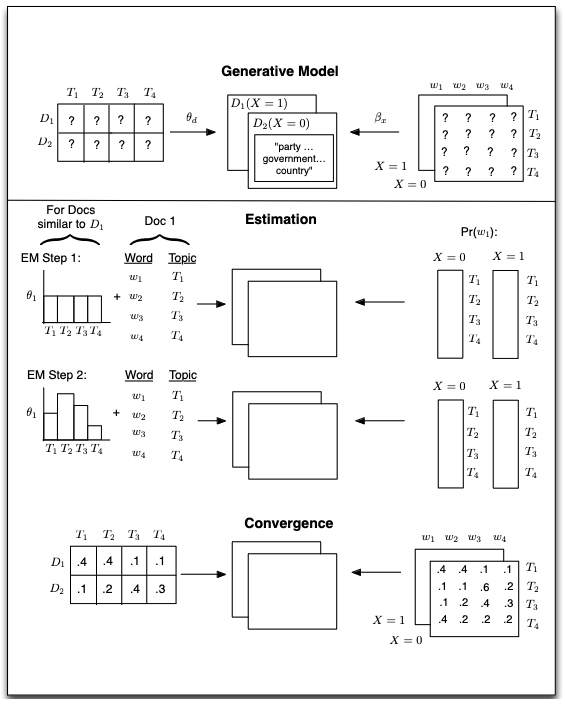 Generative Model
T₁ T₂ T₃ T₄
D₁ ? ? ? ?
D₂ ? ? ? ?
θ_d
D₁(X = 1)
D₂(X = 0)
"party ...
government...
country"
β_x
w₁ w₂ w₃ w₄
? ? ? ? T₁
? ? ? ? T₂
? ? ? ? T₃
? ? ? ? T₄
X = 1
X = 0
Estimation
For Docs
similar to D₁
Doc 1
Pr(w₁):
EM Step 1:
θ₁
T₁ T₂ T₃ T₄
+
Word Topic
w₁ T₁
w₂ T₂
w₃ T₃
w₄ T₄
X = 0 X = 1
T₁ T₁
T₂ T₂
T₃ T₃
T₄ T₄
EM Step 2:
θ₁
T₁ T₂ T₃ T₄
+
Word Topic
w₁ T₁
w₂ T₂
w₃ T₃
w₄ T₄
X = 0 X = 1
T₁ T₁
T₂ T₂
T₃ T₃
T₄ T₄
Convergence
T₁ T₂ T₃ T₄
D₁ .4 .4 .1 .1
D₂ .1 .2 .4 .3
w₁ w₂ w₃ w₄
.4 .4 .1 .1 T₁
.1 .1 .6 .2 T₂
.1 .2 .4 .3 T₃
.4 .2 .2 .2 T₄
X = 1
X = 0